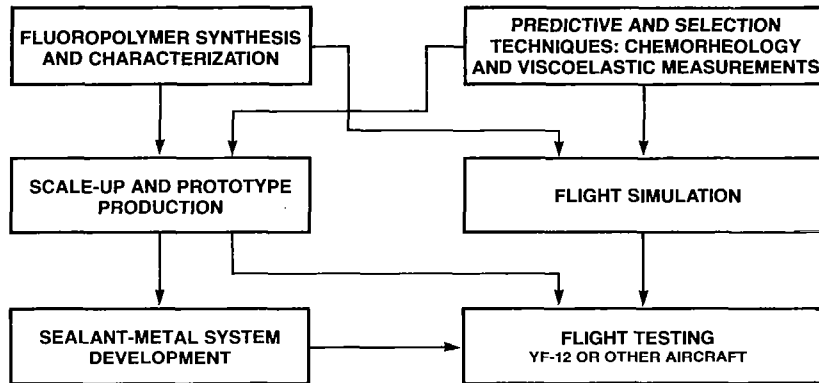 FLUOROPOLYMER SYNTHESIS
AND CHARACTERIZATION
PREDICTIVE AND SELECTION
TECHNIQUES: CHEMORHEOLOGY
AND VISCOELASTIC MEASUREMENTS
SCALE-UP AND PROTOTYPE
PRODUCTION
FLIGHT SIMULATION
SEALANT-METAL SYSTEM
DEVELOPMENT
FLIGHT TESTING
YF-12 OR OTHER AIRCRAFT